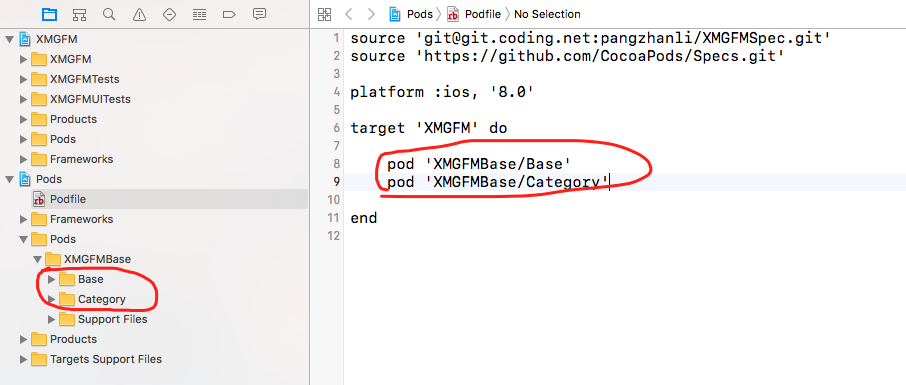 XMGFM
XMGFM
XMGFMTests
XMGFMUITests
Products
Pods
Frameworks
Pods
Podfile
Frameworks
Pods
XMGFMBase
Base
Category
Support Files
Products
Targets Support Files
Pods Podfile No Selection
1 source 'git@git.coding.net:pangzhanli/XMGFMSpec.git'
2 source 'https://github.com/CocoaPods/Specs.git'
3
4 platform :ios, '8.0'
5
6 target 'XMGFM' do
7
8 pod 'XMGFMBase/Base'
9 pod 'XMGFMBase/Category'
10
11 end
12